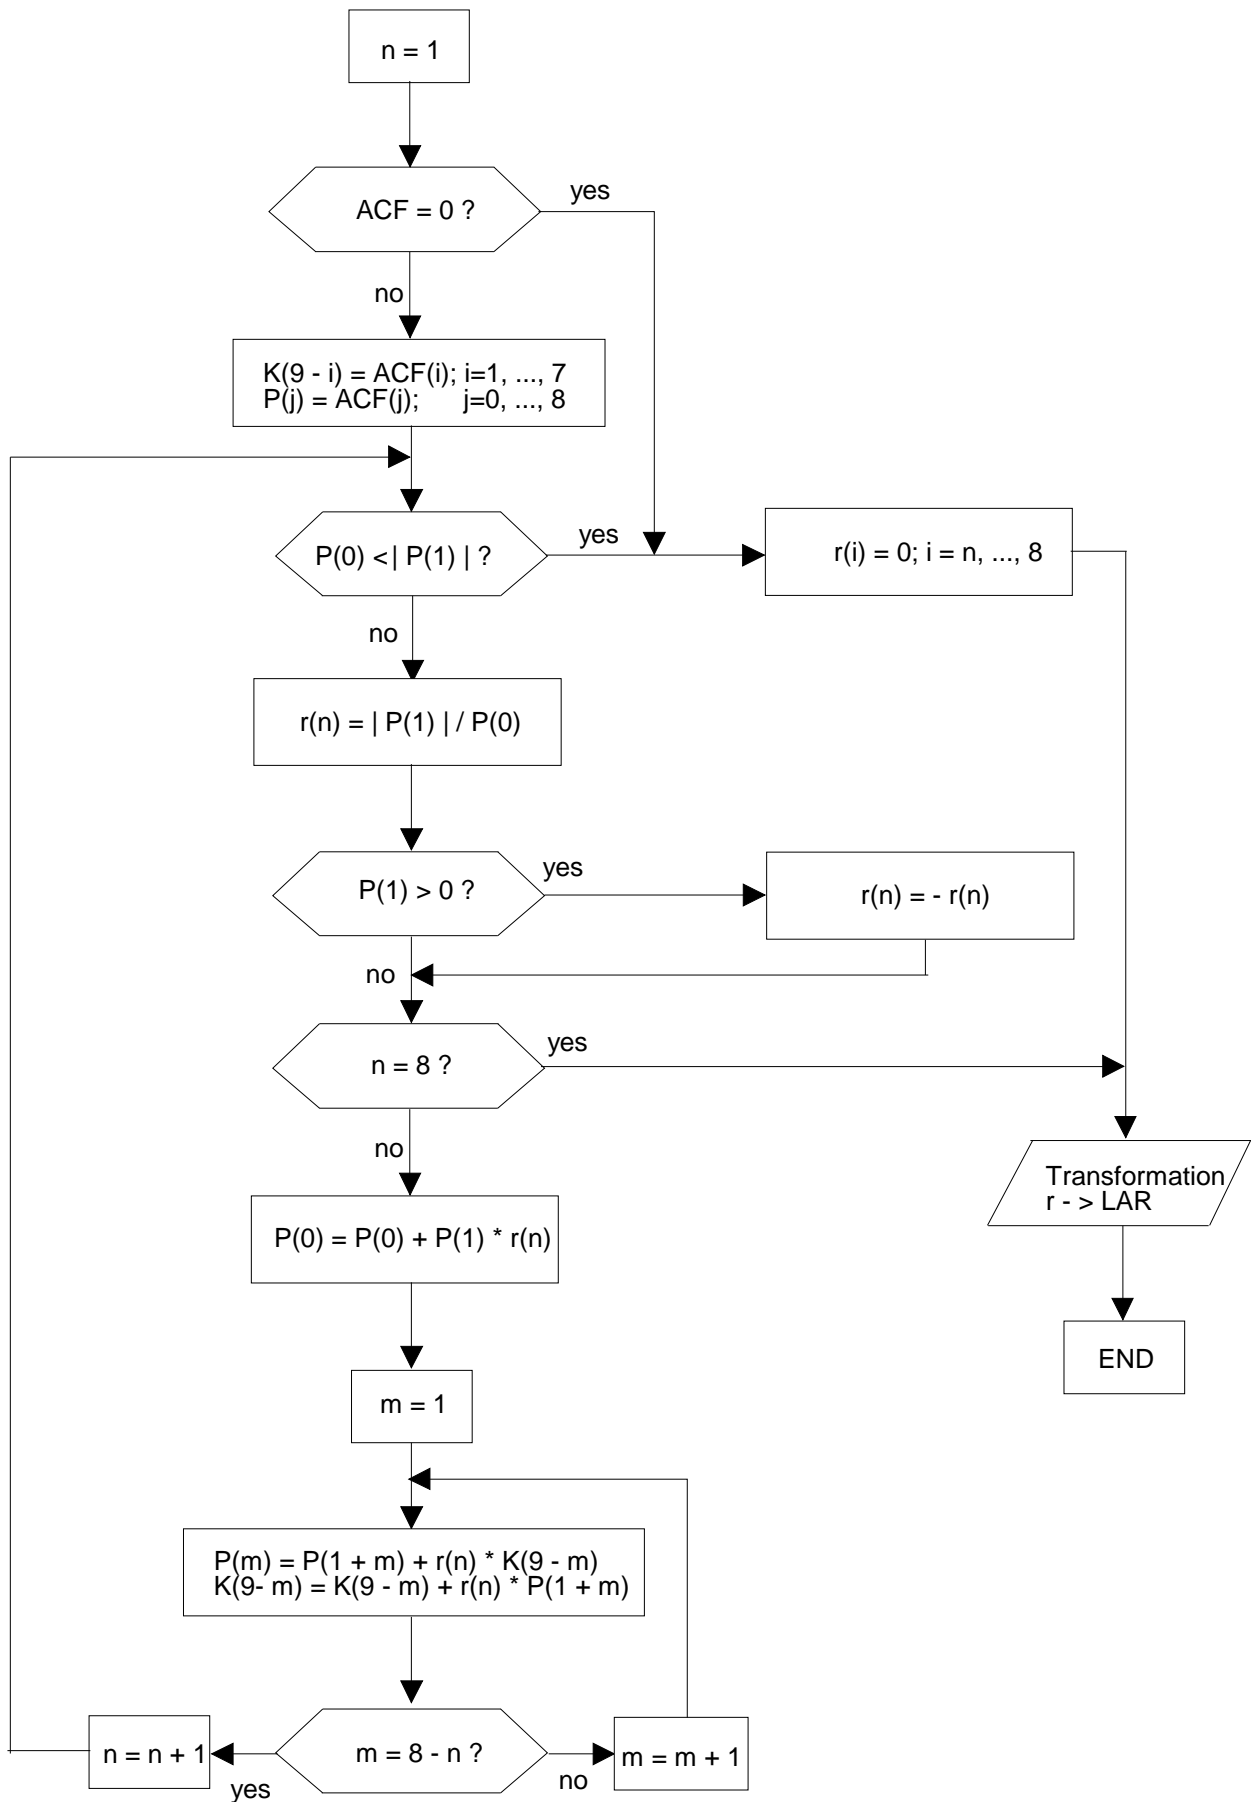 n = 1
ACF = 0 ?
yes
no
K(9 - i) = ACF(i); i=1, ..., 7
P(j) = ACF(j); j=0, ..., 8
P(0) <| P(1) | ?
yes
r(i) = 0; i = n, ..., 8
no
r(n) = | P(1) | / P(0)
P(1) > 0 ?
yes
r(n) = - r(n)
no
n = 8 ?
yes
no
Transformation
r - > LAR
P(0) = P(0) + P(1) * r(n)
END
m = 1
P(m) = P(1 + m) + r(n) * K(9 - m)
K(9- m) = K(9 - m) + r(n) * P(1 + m)
n = n + 1
yes
m = 8 - n ?
no
m = m + 1